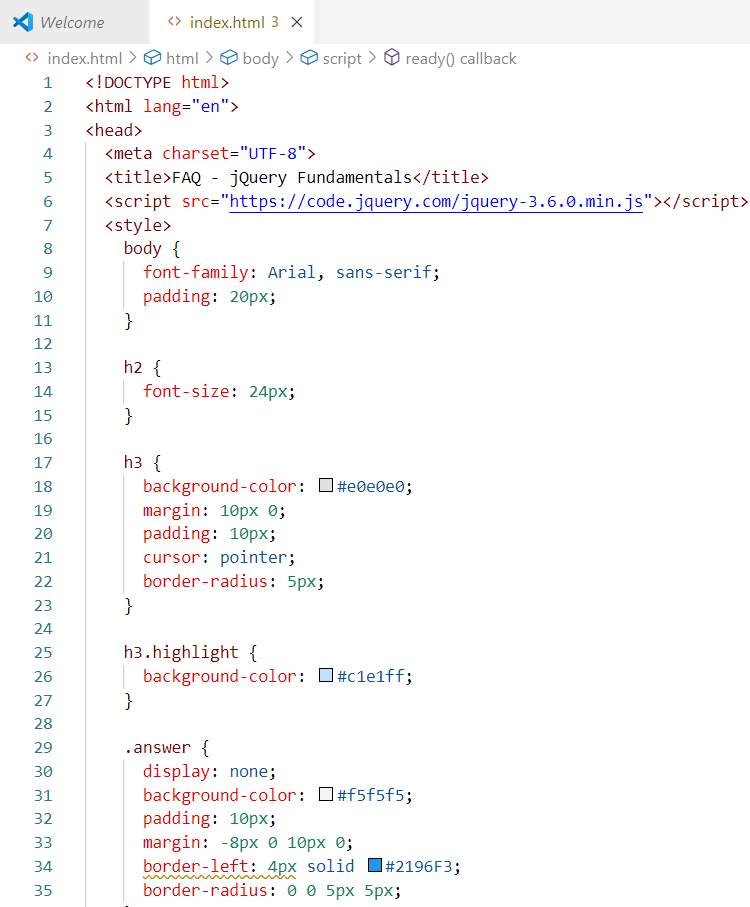 Welcome
index.html 3
index.html > html > body > script > ready() callback
1 <!DOCTYPE html>
2 <html lang="en">
3 <head>
4 <meta charset="UTF-8">
5 <title>FAQ - jQuery Fundamentals</title>
6 <script src="https://code.jquery.com/jquery-3.6.0.min.js"></script>
7 <style>
8 body {
9 font-family: Arial, sans-serif;
10 padding: 20px;
11 }
12
13 h2 {
14 font-size: 24px;
15 }
16
17 h3 {
18 background-color: #e0e0e0;
19 margin: 10px 0;
20 padding: 10px;
21 cursor: pointer;
22 border-radius: 5px;
23 }
24
25 h3.highlight {
26 background-color: #c1e1ff;
27 }
28
29 .answer {
30 display: none;
31 background-color: #f5f5f5;
32 padding: 10px;
33 margin: -8px 0 10px 0;
34 border-left: 4px solid #2196F3;
35 border-radius: 0 0 5px 5px;